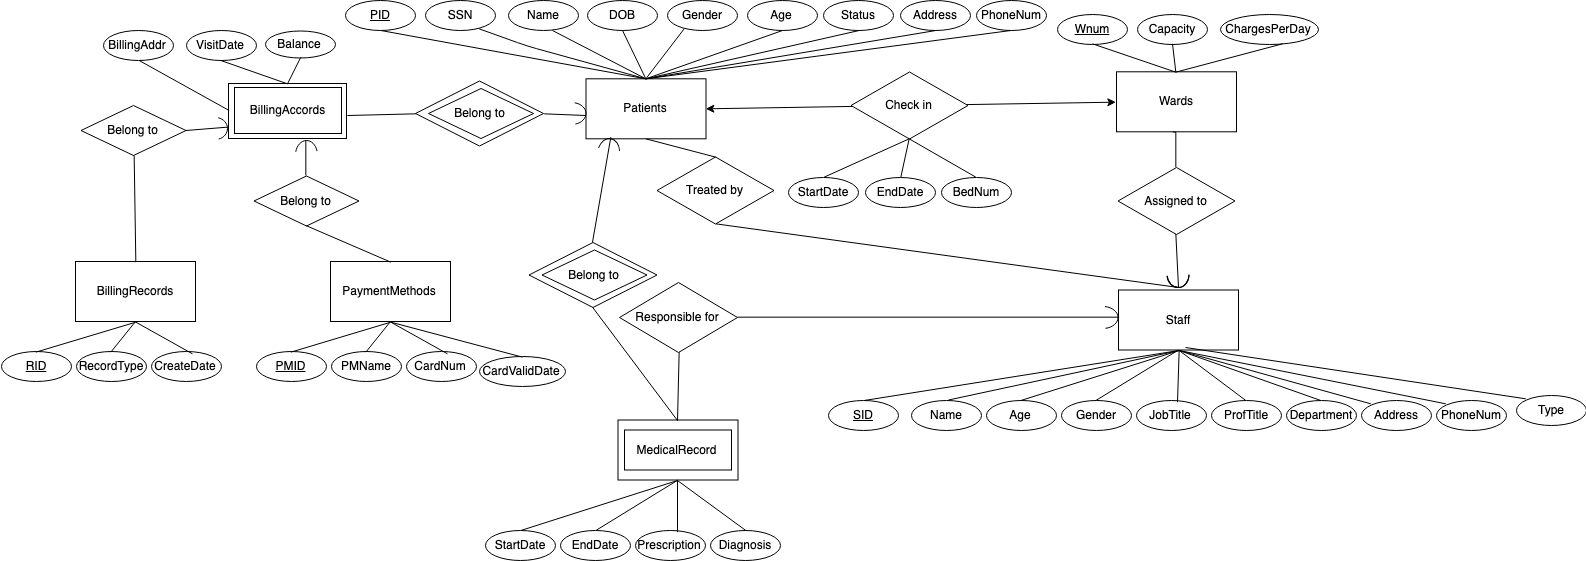 PID
SSN
Name
DOB
Gender
Age
Status
Address
PhoneNum
Wnum
Capacity
ChargesPerDay
BillingAddr
VisitDate
Balance
BillingAccords
Belong to
Patients
Check in
Wards
Belong to
Belong to
Treated by
StartDate
EndDate
BedNum
Assigned to
Belong to
BillingRecords
PaymentMethods
Responsible for
Staff
RID
RecordType
CreateDate
PMID
PMName
CardNum
CardValidDate
SID
Name
Age
Gender
JobTitle
ProfTitle
Department
Address
PhoneNum
Type
MedicalRecord
StartDate
EndDate
Prescription
Diagnosis